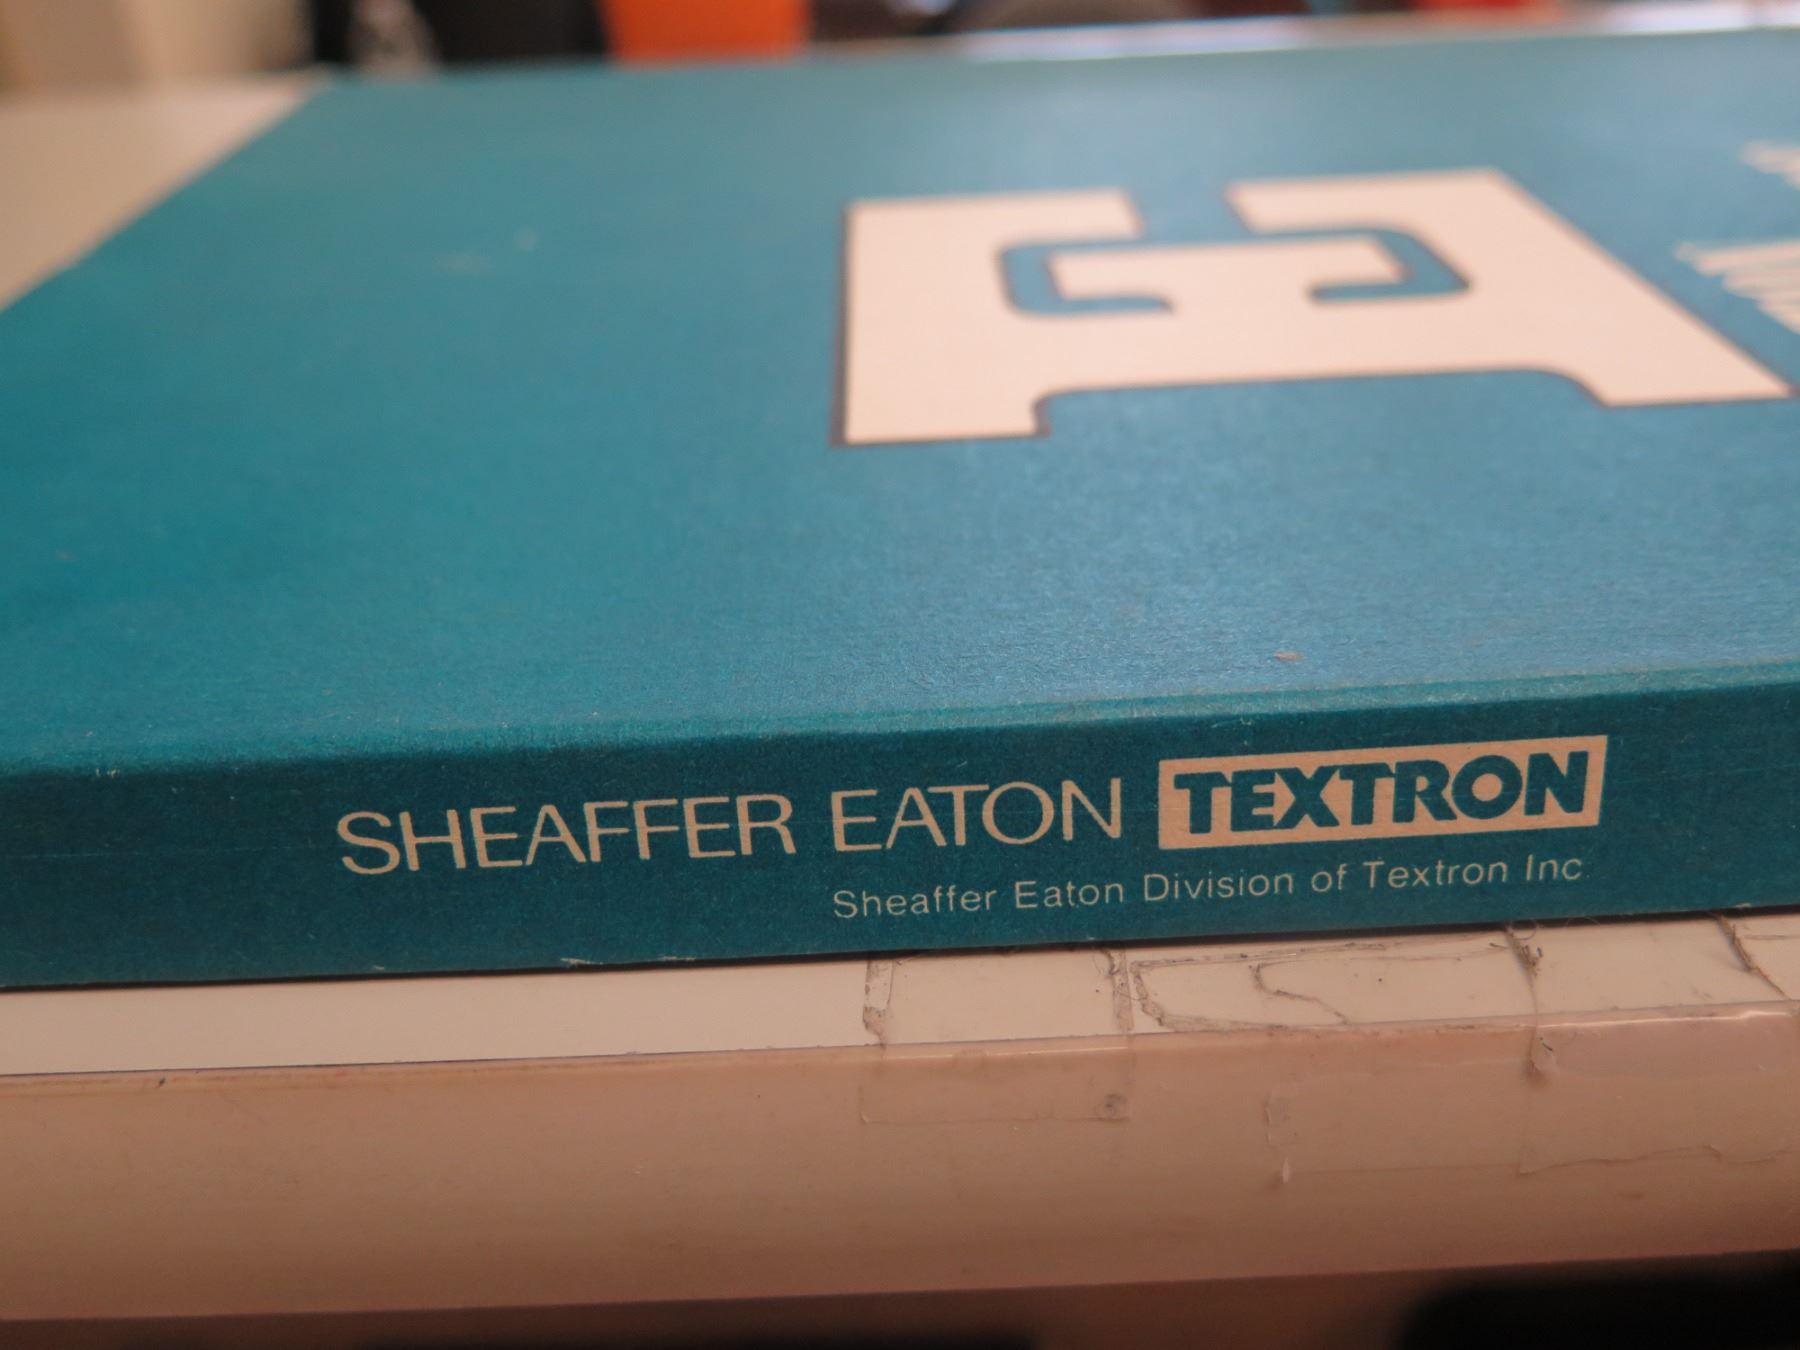 SHEAFFER EATON TEXTRON
Sheaffer Eaton Division of Textron Inc